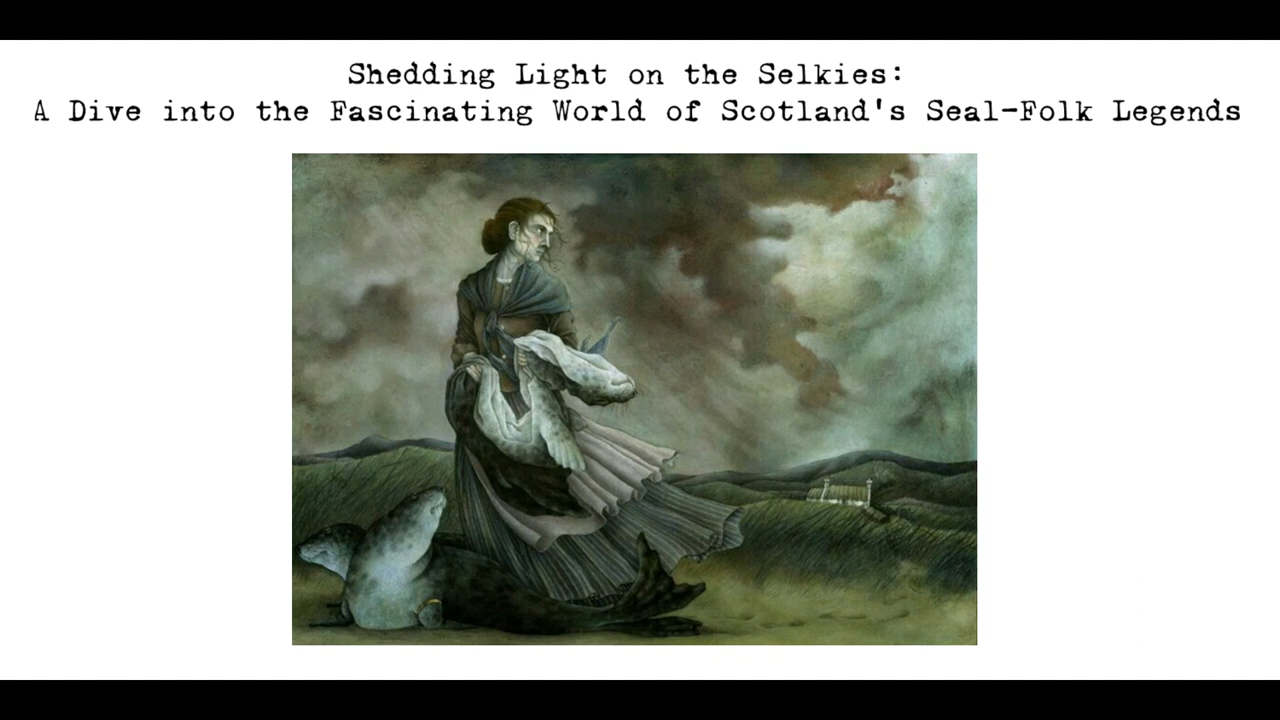 Shedding Light on the Selkies:
A Dive into the Fascinating World of Scotland's Seal-Folk Legends